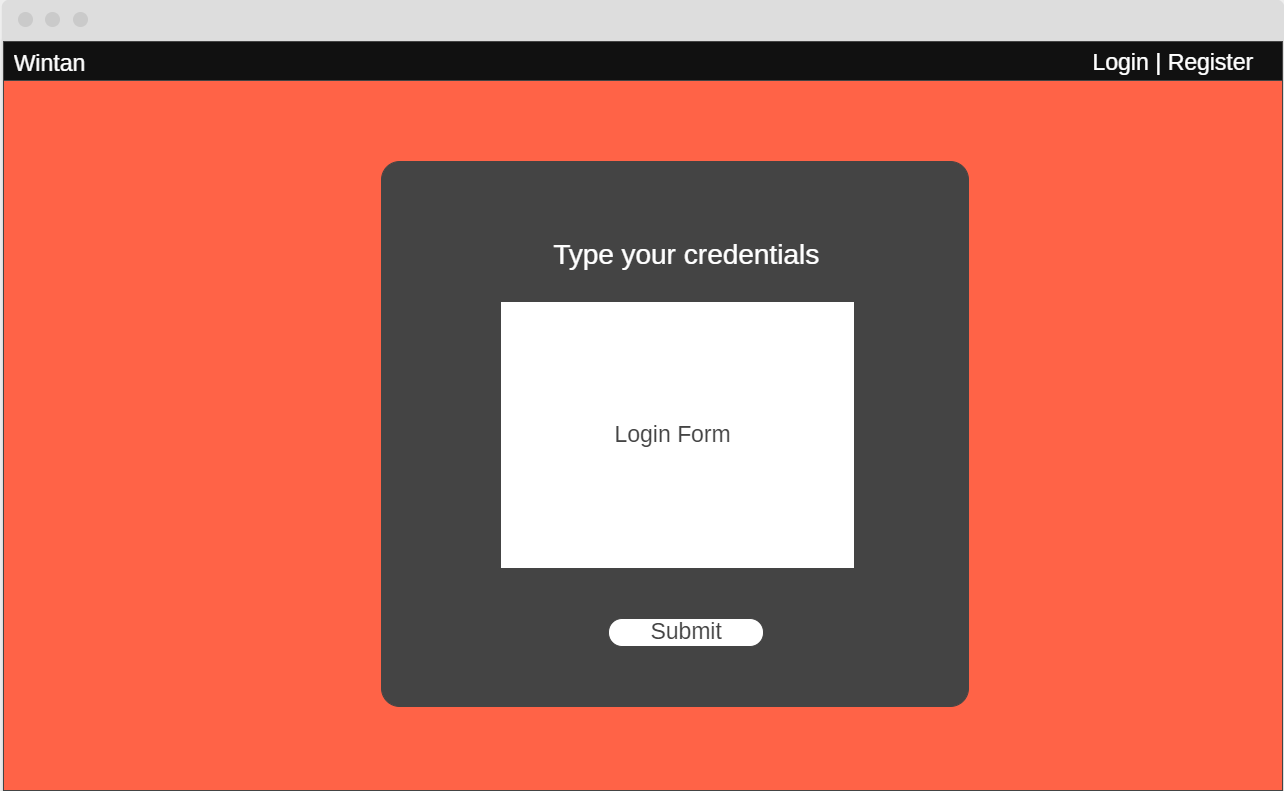 Wintan
Login | Register
Type your credentials
Login Form
Submit